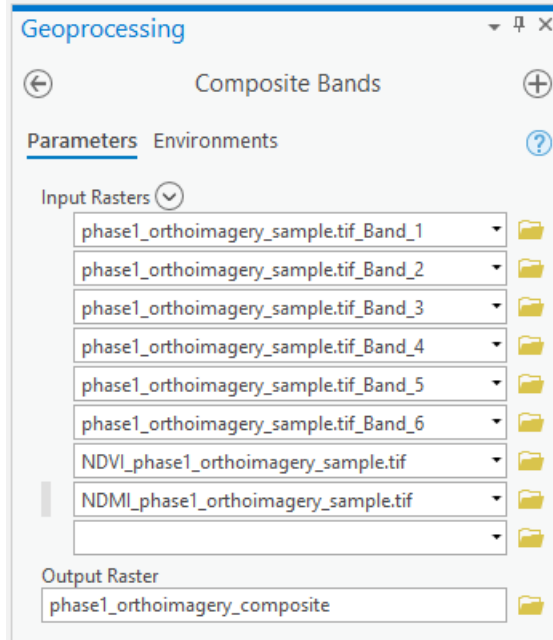 Geoprocessing
Composite Bands
Parameters Environments
Input Rasters
phase1_orthoimagery_sample.tif_Band_1
phase1_orthoimagery_sample.tif_Band_2
phase1_orthoimagery_sample.tif_Band_3
phase1_orthoimagery_sample.tif_Band_4
phase1_orthoimagery_sample.tif_Band_5
phase1_orthoimagery_sample.tif_Band_6
NDVI_phase1_orthoimagery_sample.tif
NDMI_phase1_orthoimagery_sample.tif
Output Raster
phase1_orthoimagery_composite